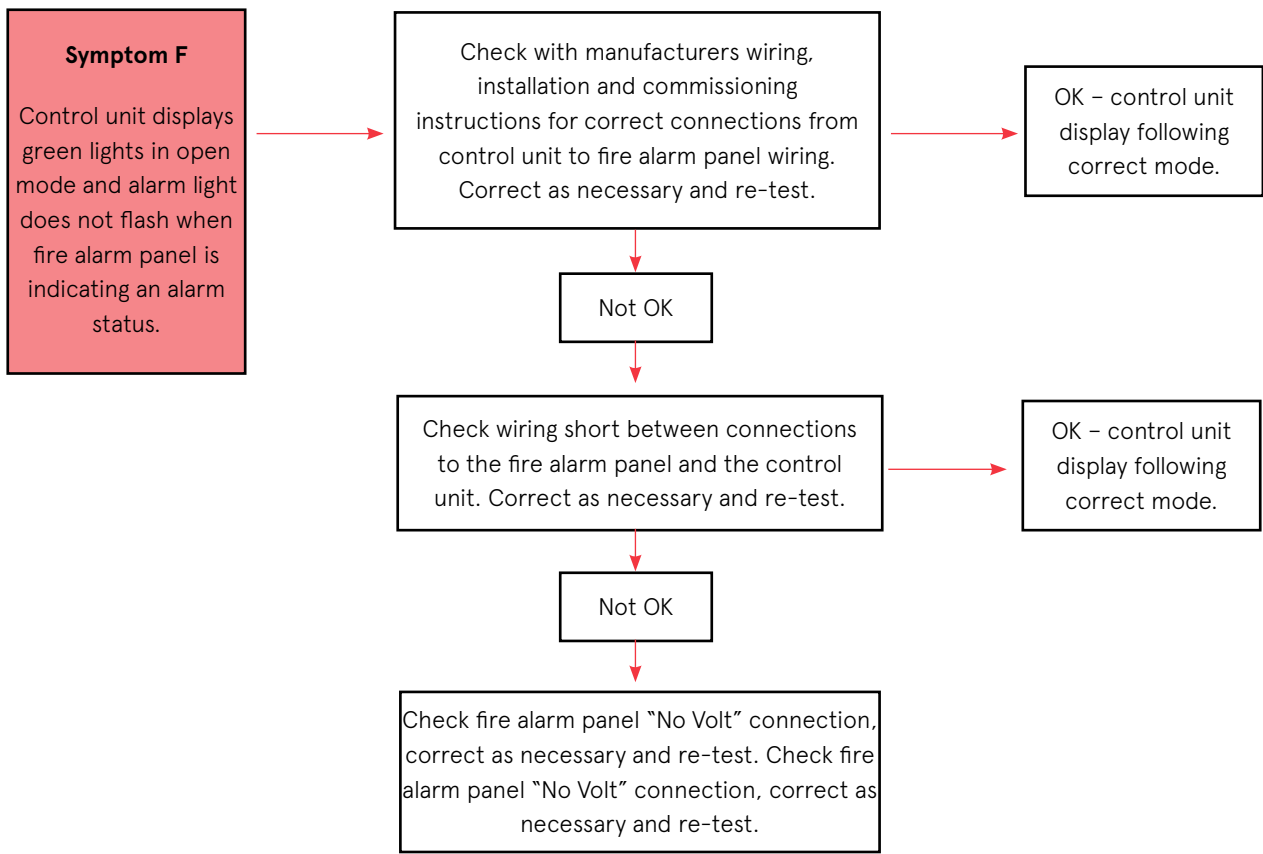 Symptom F
Control unit displays
green lights in open
mode and alarm light
does not flash when
fire alarm panel is
indicating an alarm
status.
Check with manufacturers wiring,
installation and commissioning
instructions for correct connections from
control unit to fire alarm panel wiring.
Correct as necessary and re-test.
OK – control unit
display following
correct mode.
Not OK
Check wiring short between connections
to the fire alarm panel and the control
unit. Correct as necessary and re-test.
OK – control unit
display following
correct mode.
Not OK
Check fire alarm panel “No Volt” connection,
correct as necessary and re-test. Check fire
alarm panel “No Volt” connection, correct as
necessary and re-test.